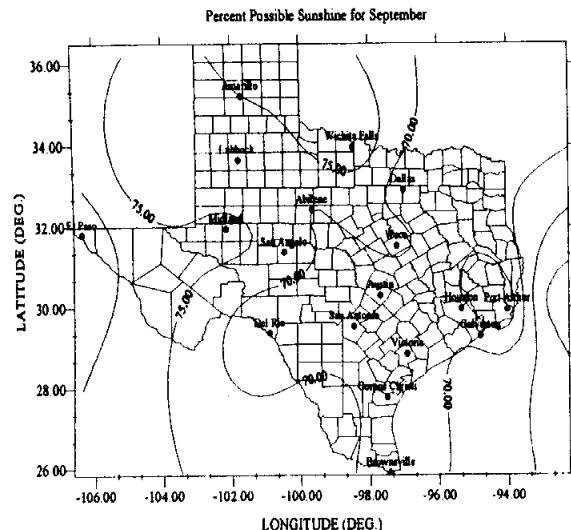 Percent Possible Sunshine for September
36.00
34.00
32.00
30.00
28.00
26.00
LATITUDE (DEG.)
Amarillo
Wichita Falls
70.00
75.00
Lubbock
Dallas
75.00
Abilene
Midland
El Paso
Waco
San Angelo
70.00
75.00
Austin
Houston
Port Arthur
San Antonio
Galveston
Del Rio
Victoria
70.00
Corpus Christi
70.00
Brownsville
-106.00 -104.00 -102.00 -100.00 -98.00 -96.00 -94.00
LONGITUDE (DEG.)